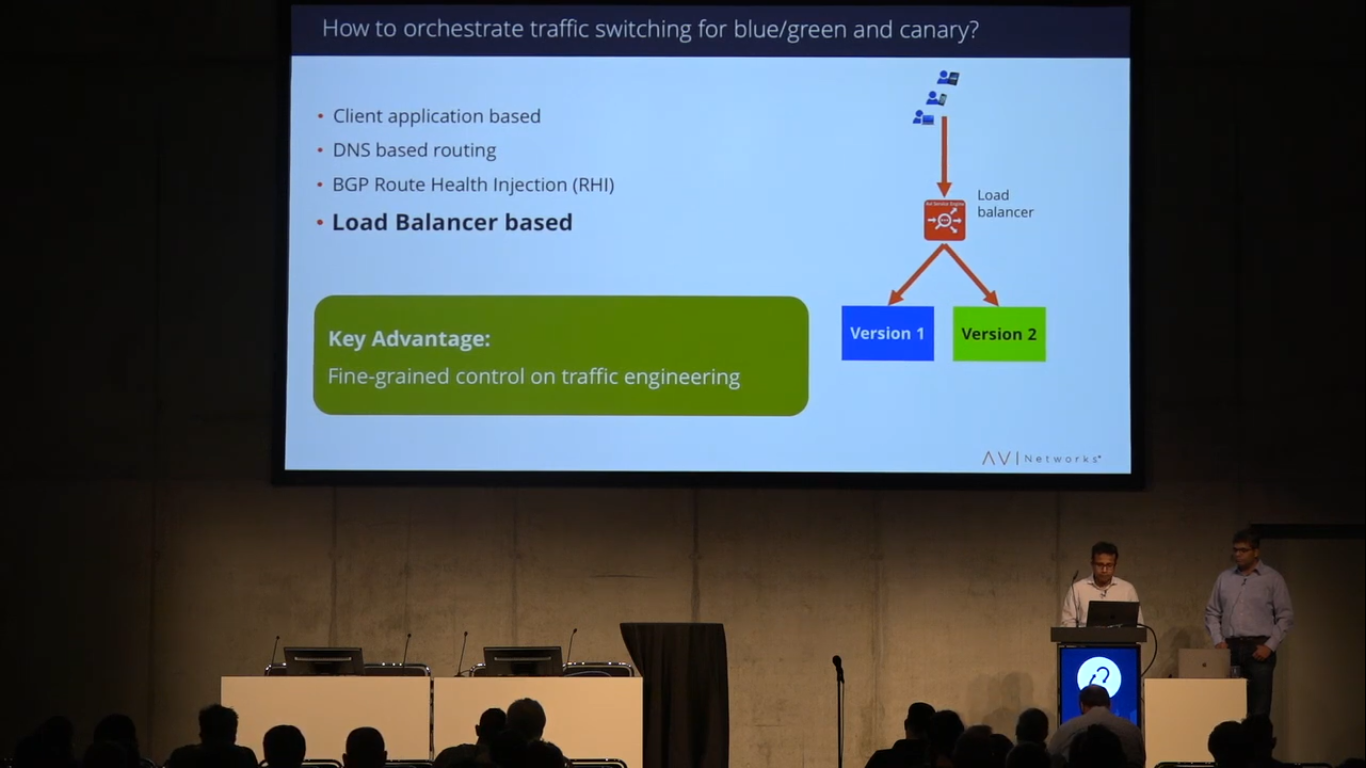 How to orchestrate traffic switching for blue/green and canary?
• Client application based
• DNS based routing
• BGP Route Health Injection (RHI)
• Load Balancer based
Load
balancer
Key Advantage:
Fine-grained control on traffic engineering
Version 1
Version 2
AVI Networks